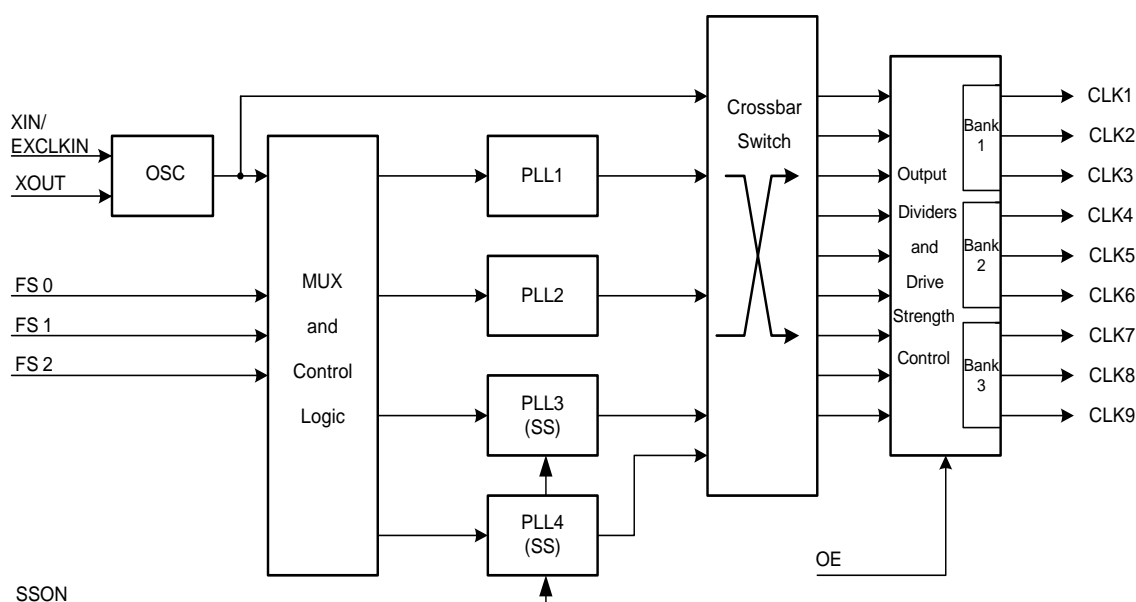 XIN/
EXCLKIN
XOUT
OSC
FS 0
FS 1
FS 2
MUX
and
Control
Logic
PLL1
PLL2
PLL3
(SS)
PLL4
(SS)
SSON
Crossbar
Switch
Output
Dividers
and
Drive
Strength
Control
Bank
1
Bank
2
Bank
3
CLK1
CLK2
CLK3
CLK4
CLK5
CLK6
CLK7
CLK8
CLK9
OE